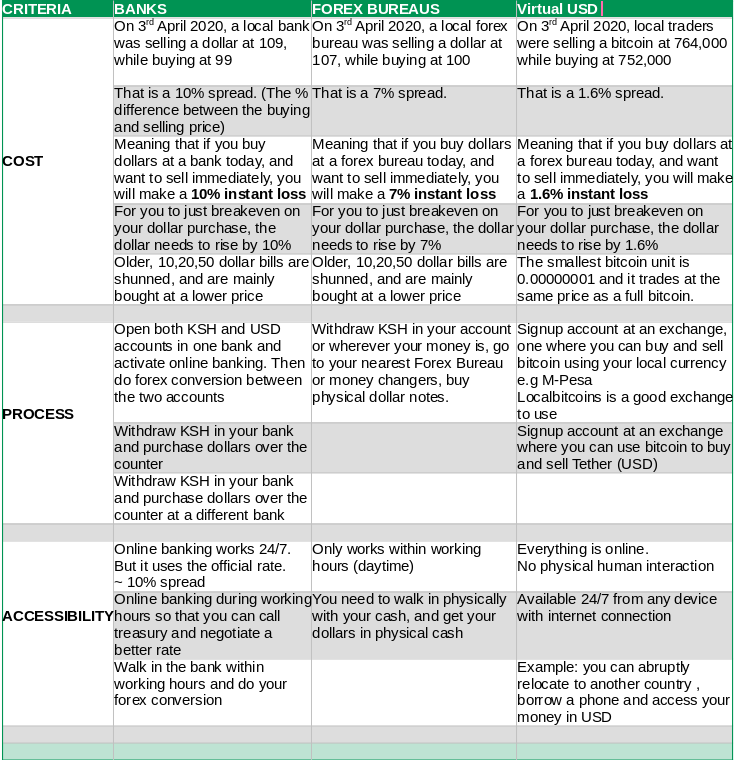 CRITERIA BANKS FOREX BUREAUS Virtual USD
COST
On 3rd April 2020, a local bank
was selling a dollar at 109,
while buying at 99
On 3rd April 2020, a local forex
bureau was selling a dollar at
107, while buying at 100
On 3rd April 2020, local traders
were selling a bitcoin at 764,000
while buying at 752,000
That is a 10% spread. (The %
difference between the buying
and selling price)
That is a 7% spread.
That is a 1.6% spread.
Meaning that if you buy
dollars at a bank today, and
want to sell immediately, you
will make a 10% instant loss
Meaning that if you buy dollars
at a forex bureau today, and
want to sell immediately, you
will make a 7% instant loss
Meaning that if you buy dollars at
a forex bureau today, and want
to sell immediately, you will make
a 1.6% instant loss
For you to just breakeven on
your dollar purchase, the
dollar needs to rise by 10%
For you to just breakeven on
your dollar purchase, the dollar
needs to rise by 7%
For you to just breakeven on
your dollar purchase, the dollar
needs to rise by 1.6%
Older, 10,20,50 dollar bills are
shunned, and are mainly
bought at a lower price
Older, 10,20,50 dollar bills are
shunned, and are mainly
bought at a lower price
The smallest bitcoin unit is
0.00000001 and it trades at the
same price as a full bitcoin.
PROCESS
Open both KSH and USD
accounts in one bank and
activate online banking. Then
do forex conversion between
the two accounts
Withdraw KSH in your account
or wherever your money is, go
to your nearest Forex Bureau
or money changers, buy
physical dollar notes.
Signup account at an exchange,
one where you can buy and sell
bitcoin using your local currency
e.g M-Pesa
Localbitcoins is a good exchange
to use
Withdraw KSH in your bank
and purchase dollars over the
counter
Signup account at an exchange
where you can use bitcoin to buy
and sell Tether (USD)
Withdraw KSH in your bank
and purchase dollars over the
counter at a different bank
ACCESSIBILITY
Online banking works 24/7.
But it uses the official rate.
~ 10% spread
Only works within working
hours (daytime)
Everything is online.
No physical human interaction
Online banking during working
hours so that you can call
treasury and negotiate a
better rate
You need to walk in physically
with your cash, and get your
dollars in physical cash
Available 24/7 from any device
with internet connection
Walk in the bank within
working hours and do your
forex conversion
Example: you can abruptly
relocate to another country ,
borrow a phone and access your
money in USD